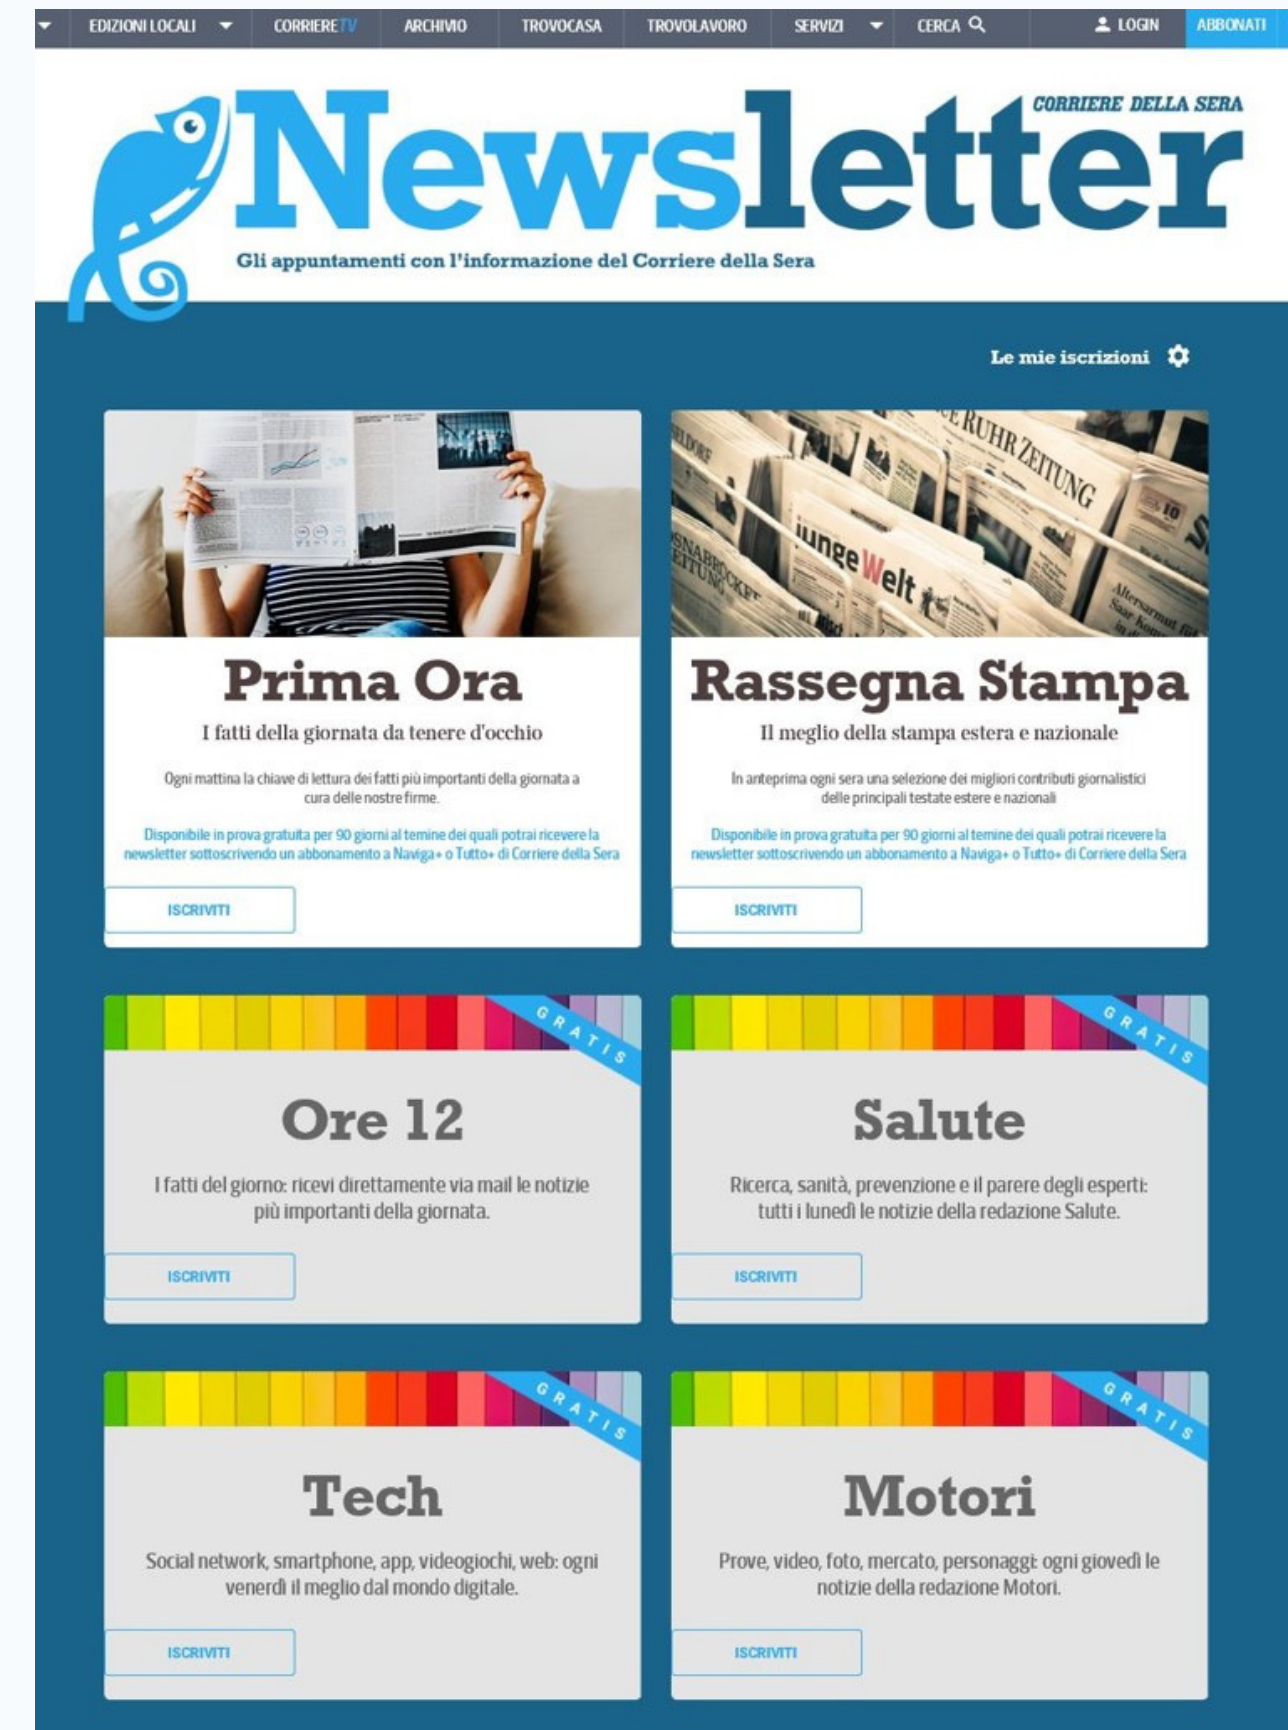 EDIZIONI LOCALI
CORRIERETV
ARCHIVIO
TROVOCASA
TROVOLAVORO
SERVIZI
CERCA
LOGIN
ABBONATI
Newsletter
CORRIERE DELLA SERA
Gli appuntamenti con l'informazione del Corriere della Sera
Le mie iscrizioni
Prima Ora
I fatti della giornata da tenere d'occhio
Ogni mattina la chiave di lettura dei fatti più importanti della giornata a
cura delle nostre firme.
Disponibile in prova gratuita per 90 giorni al temine dei quali potrai ricevere la
newsletter sottoscrivendo un abbonamento a Naviga+ o Tutto+ di Corriere della Sera
ISCRIVITI
RUHR ZEITUNG
junge Welt
Rassegna Stampa
Il meglio della stampa estera e nazionale
In anteprima ogni sera una selezione dei migliori contributi giornalistici
delle principali testate estere e nazionali
Disponibile in prova gratuita per 90 giorni al temine dei quali potrai ricevere la
newsletter sottoscrivendo un abbonamento a Naviga+ o Tutto+ di Corriere della Sera
ISCRIVITI
GRATIS
Ore 12
I fatti del giorno: ricevi direttamente via mail le notizie
più importanti della giornata.
ISCRIVITI
GRATIS
Salute
Ricerca, sanità, prevenzione e il parere degli esperti:
tutti i lunedì le notizie della redazione Salute.
ISCRIVITI
GRATIS
Tech
Social network, smartphone, app, videogiochi, web: ogni
venerdì il meglio dal mondo digitale.
ISCRIVITI
GRATIS
Motori
Prove, video, foto, mercato, personaggi: ogni giovedì le
notizie della redazione Motori.
ISCRIVITI